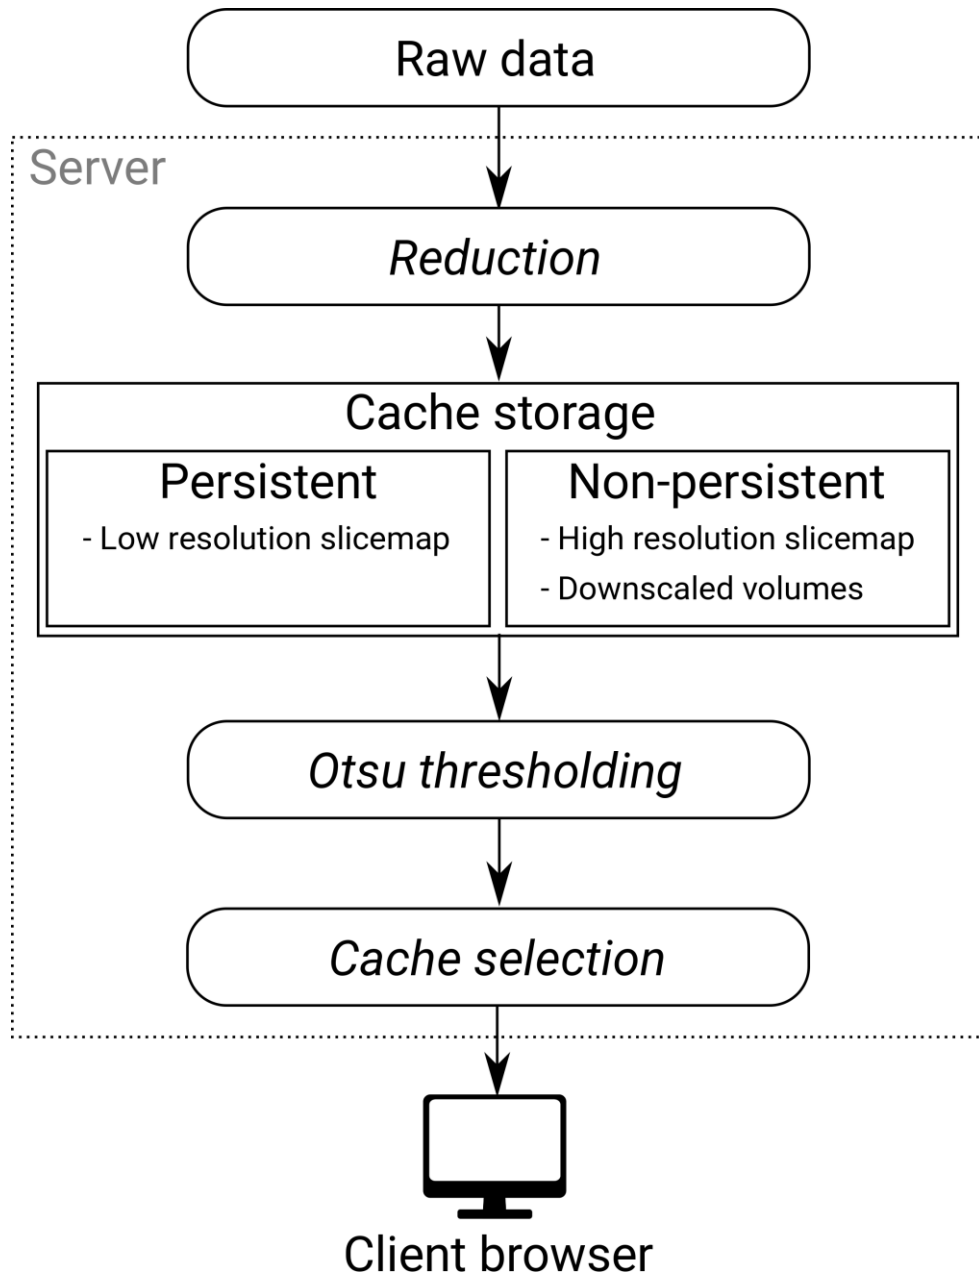 Raw data
Server
Reduction
Cache storage
Persistent
- Low resolution slicemap
Non-persistent
- High resolution slicemap
- Downscaled volumes
Otsu thresholding
Cache selection
Client browser